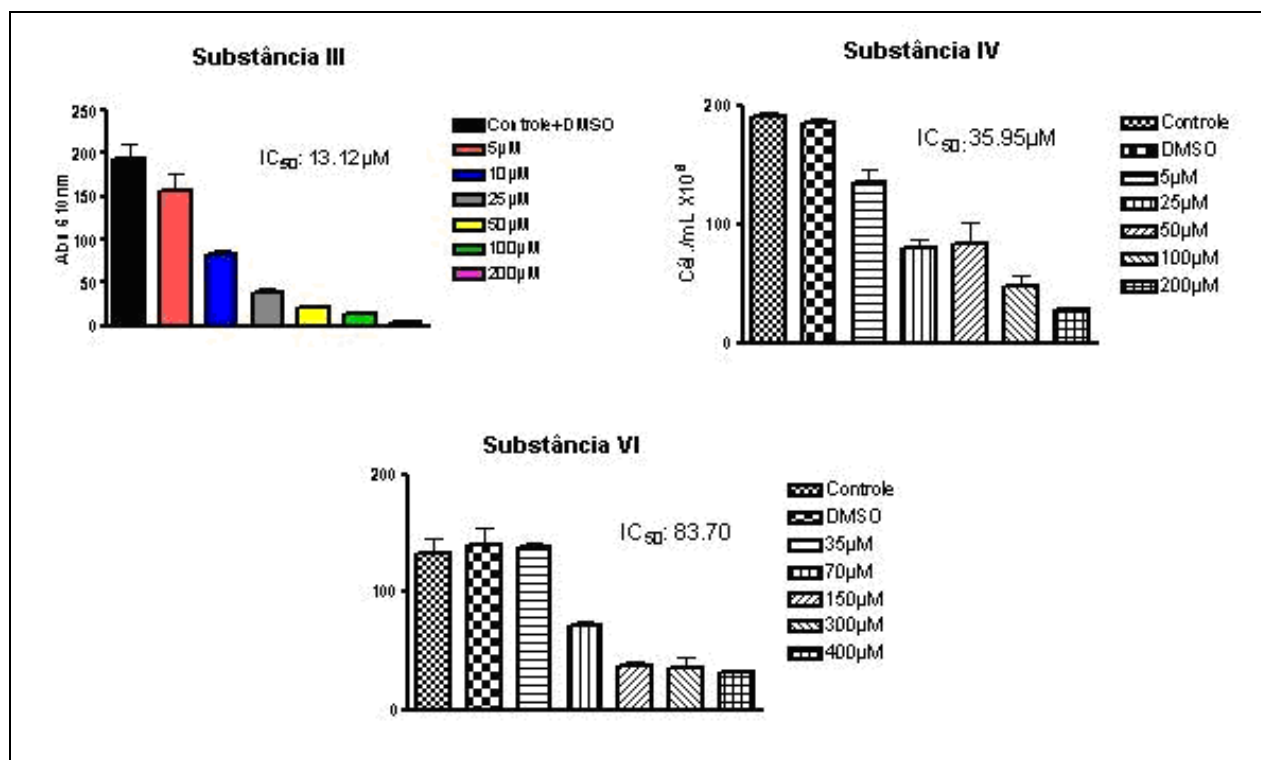 Substância III
250
200
150
100
50
0
IC50: 13.12µM
Controle+DMSO
5µM
10µM
25µM
50µM
100µM
200µM
Substância IV
Cél./mL X10
200
100
0
IC50: 35.95µM
Controle
DMSO
5µM
25µM
50µM
100µM
200µM
Substância VI
200
100
0
IC50: 83.70
Controle
DMSO
35µM
70µM
150µM
300µM
400µM